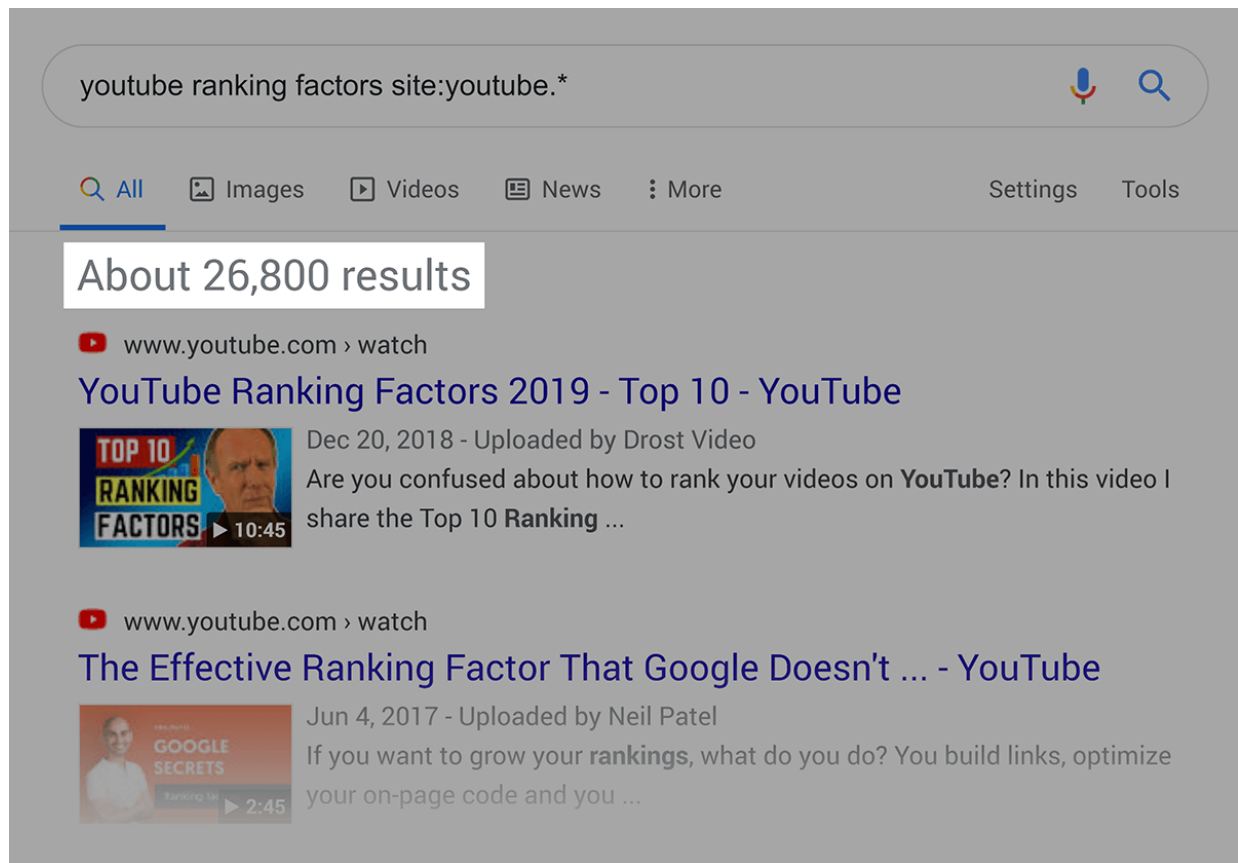 youtube ranking factors site:youtube.*
All Images Videos News More Settings Tools
About 26,800 results
www.youtube.com › watch
YouTube Ranking Factors 2019 - Top 10 - YouTube
TOP 10
RANKING
FACTORS
10:45
Dec 20, 2018 - Uploaded by Drost Video
Are you confused about how to rank your videos on YouTube? In this video I
share the Top 10 Ranking ...
www.youtube.com › watch
The Effective Ranking Factor That Google Doesn't ... - YouTube
GOOGLE
SECRETS
2:45
Jun 4, 2017 - Uploaded by Neil Patel
If you want to grow your rankings, what do you do? You build links, optimize
your on-page code and you ...